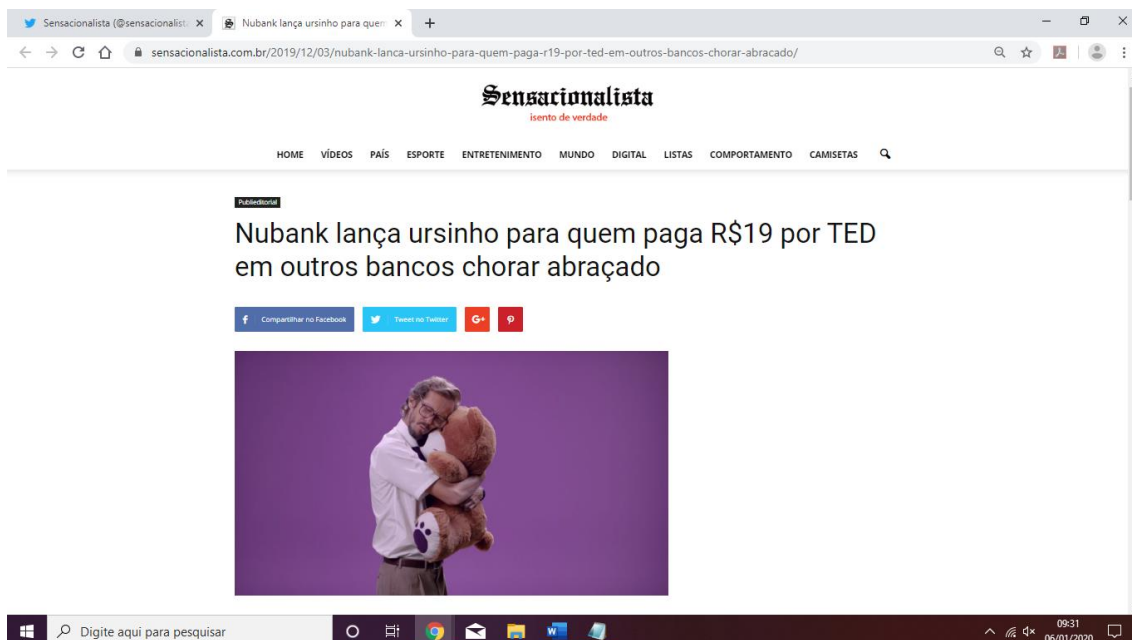 Sensacionalista (@sensacionalist
Nubank lança ursinho para quem
sensacionalista.com.br/2019/12/03/nubank-lanca-ursinho-para-quem-paga-r19-por-ted-em-outros-bancos-chorar-abracado/
Sensacionalista
isento de verdade
HOME VÍDEOS PAÍS ESPORTE ENTRETENIMENTO MUNDO DIGITAL LISTAS COMPORTAMENTO CAMISETAS
Publieditorial
Nubank lança ursinho para quem paga R$19 por TED
em outros bancos chorar abraçado
Compartilhar no Facebook Tweet no Twitter G+
Digite aqui para pesquisar
09:31
06/01/2020